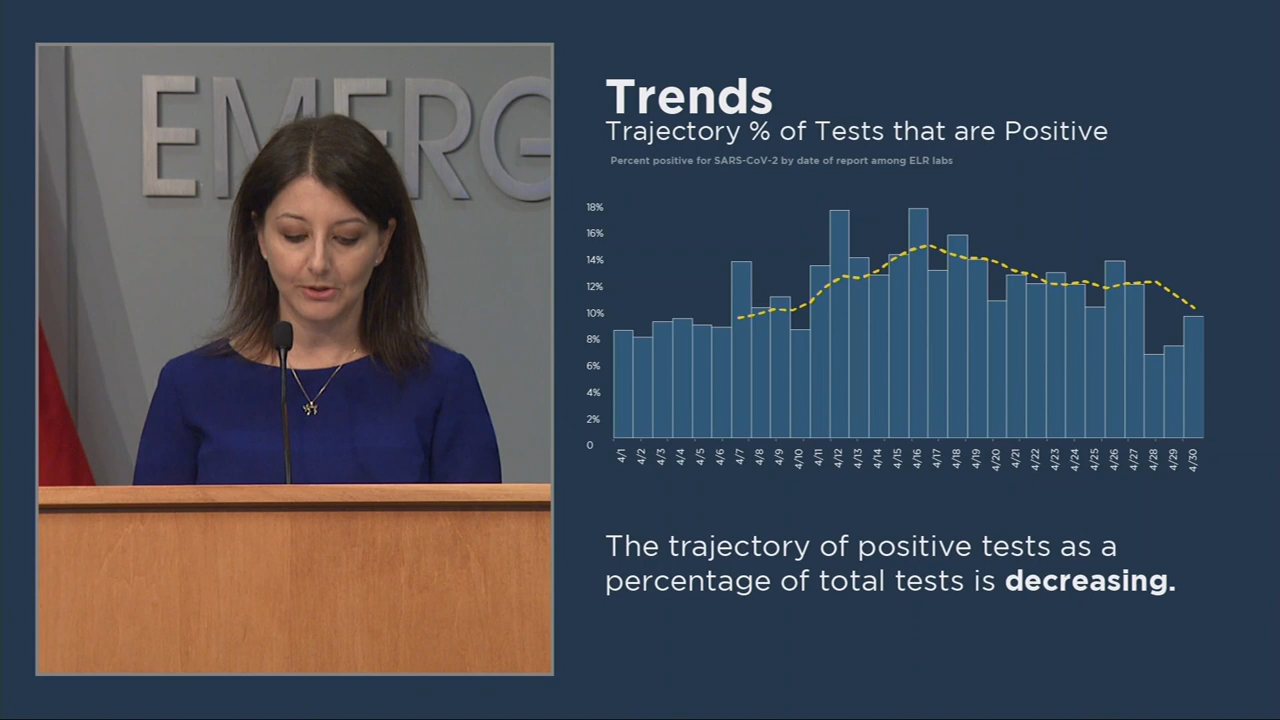 EMERG
Trends
Trajectory % of Tests that are Positive
Percent positive for SARS-CoV-2 by date of report among ELR labs
18%
16%
14%
12%
10%
8%
6%
4%
2%
0
4/1 4/2 4/3 4/4 4/5 4/6 4/7 4/8 4/9 4/10 4/11 4/12 4/13 4/14 4/15 4/16 4/17 4/18 4/19 4/20 4/21 4/22 4/23 4/24 4/25 4/26 4/27 4/28 4/29 4/30
The trajectory of positive tests as a
percentage of total tests is decreasing.